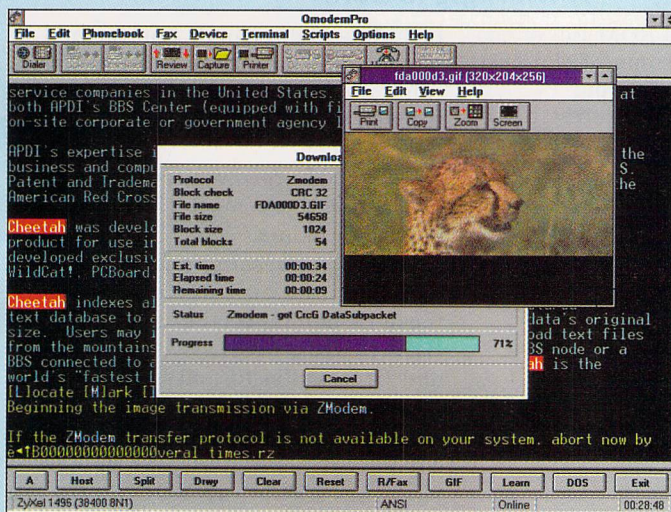 QmodemPro
File Edit Phonebook Fax Device Terminal Scripts Options Help
Dialer Review Capture Printer
service companies in the United States. at
both APDI's BBS Center (equipped with fi
on-site corporate or government agency l
APDI's expertise i the
business and compu S.
Patent and Tradema the
American Red Cross
Cheetah was develo
product for use in
developed exclusiv
WildCat!, PCBoard,
Cheetah indexes al
text database to a data's original
size. Users may i oad text files
from the mountains BS node or a
BBS connected to a ah is the
world's "fastest [
[L]ocate [M]ark [
Beginning the image transmission via ZModem.
If the ZModem transfer protocol is not available on your system, abort now by
B00000000000000veral times.rz
fda000d3.gif (320x204x256)
File Edit View Help
Print Copy Zoom Screen
Downloa
Protocol Zmodem
Block check CRC 32
File name FDA000D3.GIF
File size 54658
Block size 1024
Total blocks 54
Est. time 00:00:34
Elapsed time 00:00:24
Remaining time 00:00:09
Status Zmodem - got CrcG DataSubpacket
Progress 71%
Cancel
A Host Split Drwy Clear Reset R/Fax GIF Learn DOS Exit
ZyXel 1496 (38400 8N1) ANSI Online 00:28:48